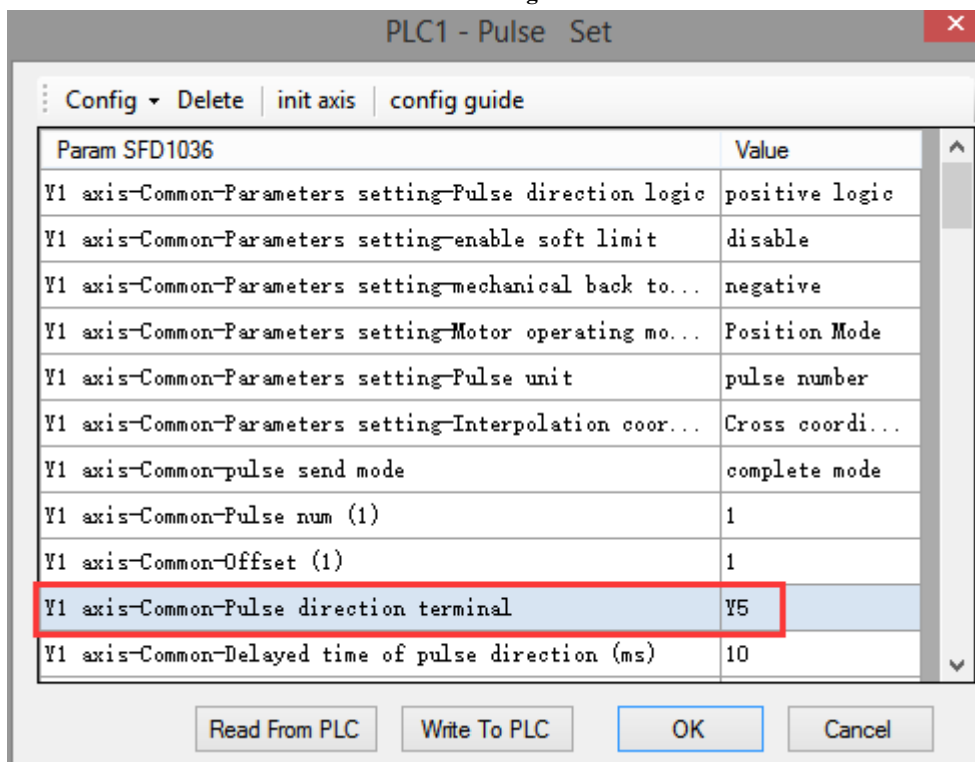 PLC1 - Pulse Set
Config Delete init axis config guide
Param SFD1036 Value
Y1 axis-Common-Parameters setting-Pulse direction logic positive logic
Y1 axis-Common-Parameters setting-enable soft limit disable
Y1 axis-Common-Parameters setting-mechanical back to... negative
Y1 axis-Common-Parameters setting-Motor operating mo... Position Mode
Y1 axis-Common-Parameters setting-Pulse unit pulse number
Y1 axis-Common-Parameters setting-Interpolation coor... Cross coordi...
Y1 axis-Common-pulse send mode complete mode
Y1 axis-Common-Pulse num (1) 1
Y1 axis-Common-Offset (1) 1
Y1 axis-Common-Pulse direction terminal Y5
Y1 axis-Common-Delayed time of pulse direction (ms) 10
Read From PLC Write To PLC OK Cancel